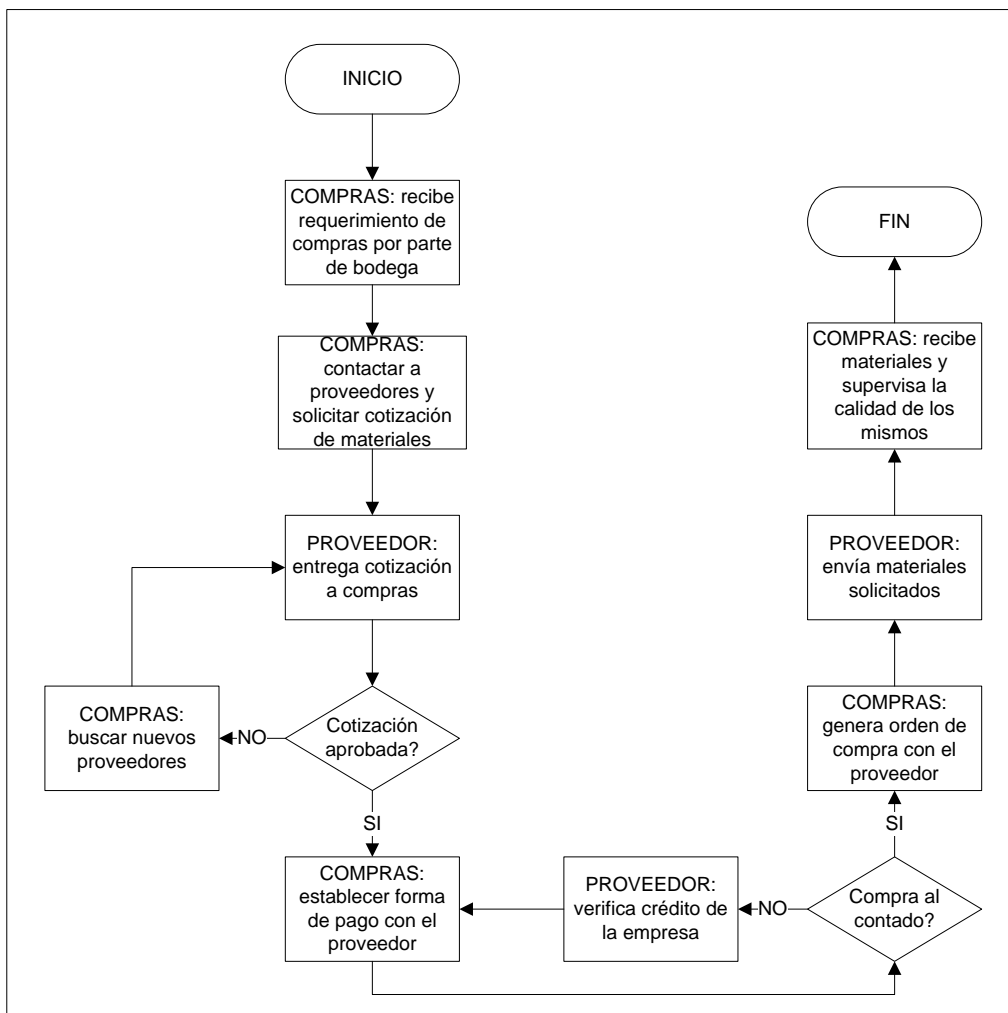 INICIO
COMPRAS: recibe
requerimiento de
compras por parte
de bodega
COMPRAS:
contactar a
proveedores y
solicitar cotización
de materiales
PROVEEDOR:
entrega cotización
a compras
Cotización
aprobada?
NO
COMPRAS:
buscar nuevos
proveedores
SI
COMPRAS:
establecer forma
de pago con el
proveedor
Compra al
contado?
NO
PROVEEDOR:
verifica crédito de
la empresa
SI
COMPRAS:
genera orden de
compra con el
proveedor
PROVEEDOR:
envía materiales
solicitados
COMPRAS: recibe
materiales y
supervisa la
calidad de los
mismos
FIN